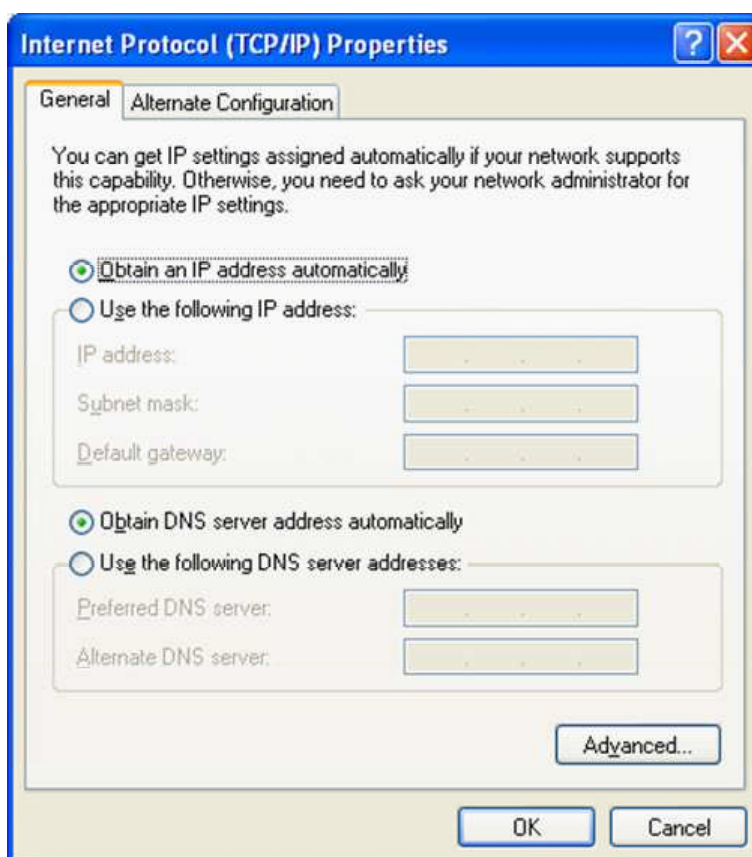 Internet Protocol (TCP/IP) Properties
General
Alternate Configuration
You can get IP settings assigned automatically if your network supports
this capability. Otherwise, you need to ask your network administrator for
the appropriate IP settings.
Obtain an IP address automatically
Use the following IP address:
IP address:
Subnet mask:
Default gateway:
Obtain DNS server address automatically
Use the following DNS server addresses:
Preferred DNS server:
Alternate DNS server:
Advanced...
OK
Cancel